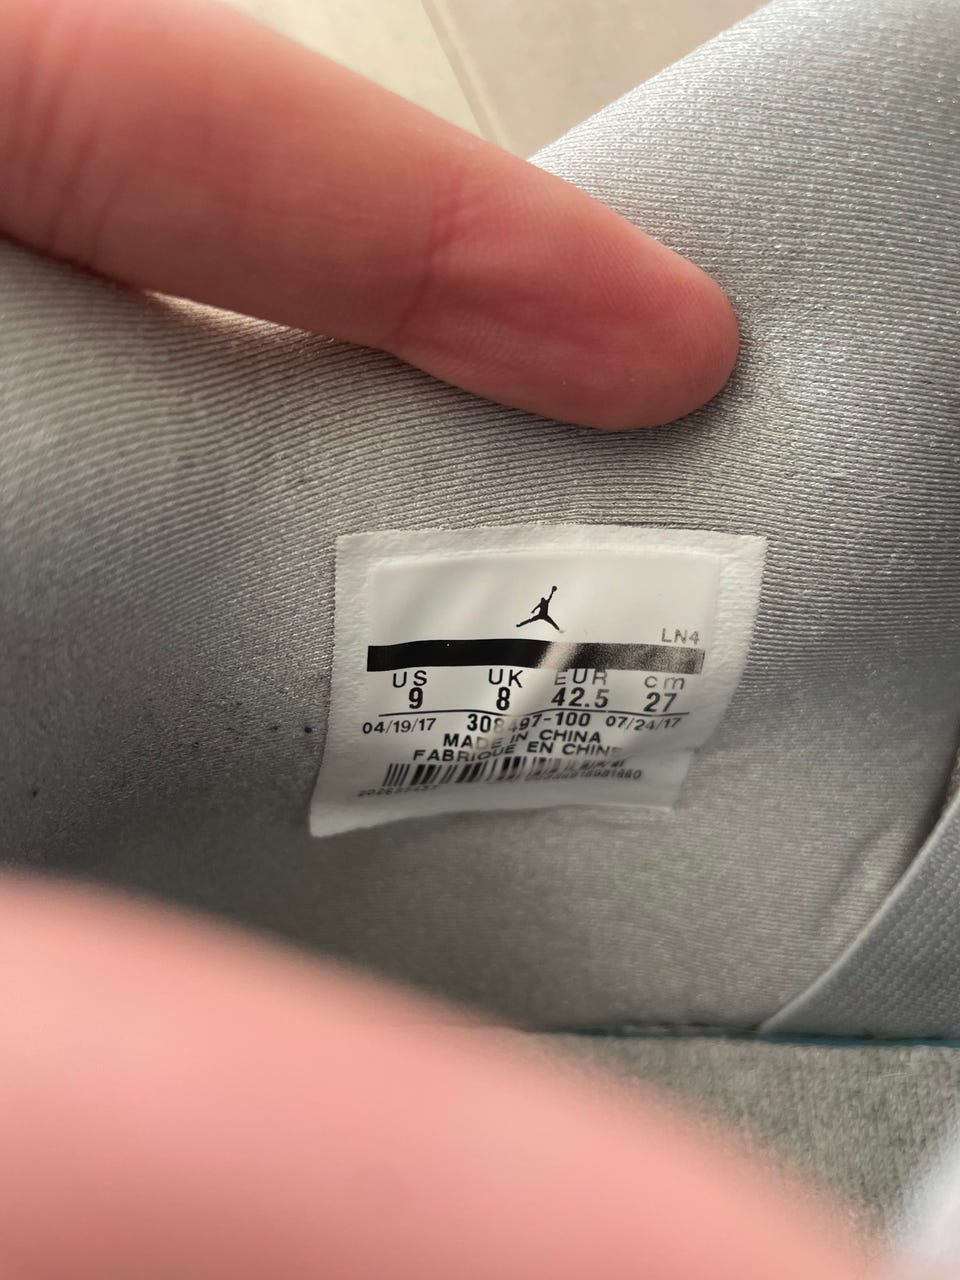 LN4
US UK EUR cm
9 8 42.5 27
04/19/17 308497-100 07/24/17
MADE IN CHINA
FABRIQUE EN CHINE